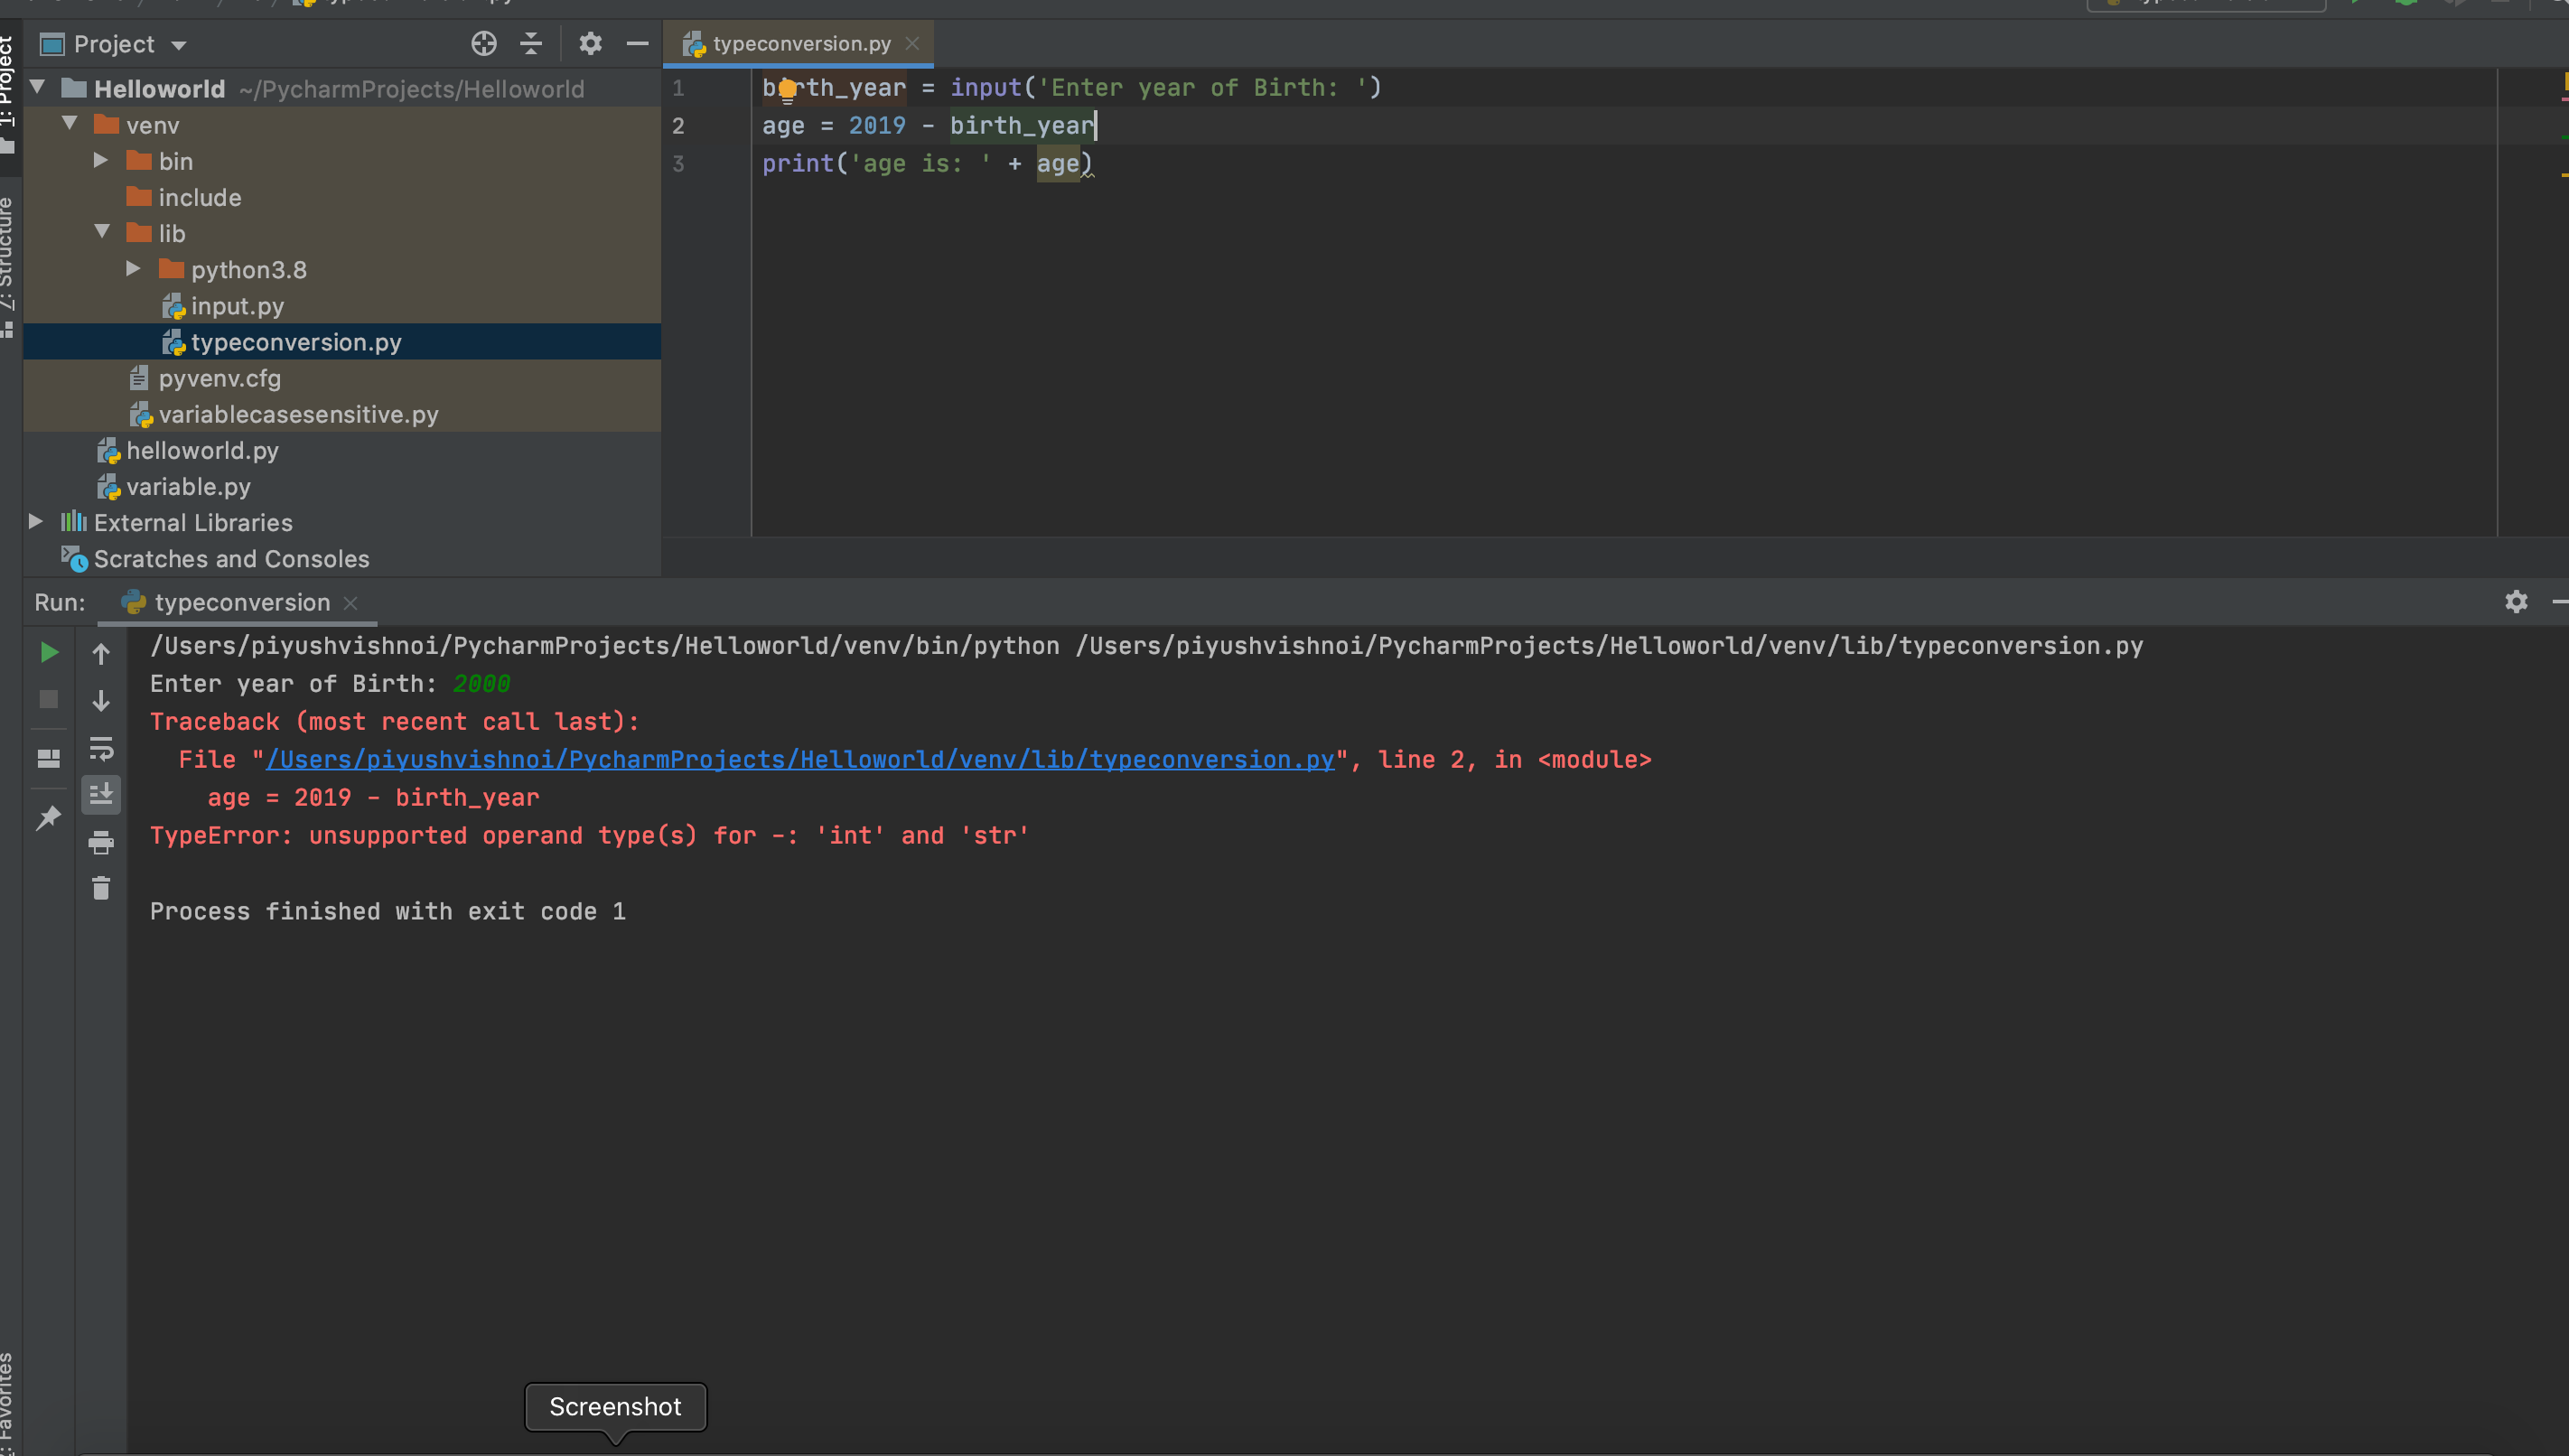 Project
typeconversion.py
1: Project
Helloworld ~/PycharmProjects/Helloworld
venv
bin
include
lib
python3.8
input.py
typeconversion.py
pyvenv.cfg
variablecasesensitive.py
helloworld.py
variable.py
External Libraries
Scratches and Consoles
Z: Structure
1 birth_year = input('Enter year of Birth: ')
2 age = 2019 - birth_year
3 print('age is: ' + age)
Run: typeconversion
/Users/piyushvishnoi/PycharmProjects/Helloworld/venv/bin/python /Users/piyushvishnoi/PycharmProjects/Helloworld/venv/lib/typeconversion.py
Enter year of Birth: 2000
Traceback (most recent call last):
File "/Users/piyushvishnoi/PycharmProjects/Helloworld/venv/lib/typeconversion.py", line 2, in <module>
age = 2019 - birth_year
TypeError: unsupported operand type(s) for -: 'int' and 'str'
Process finished with exit code 1
Favorites
Screenshot